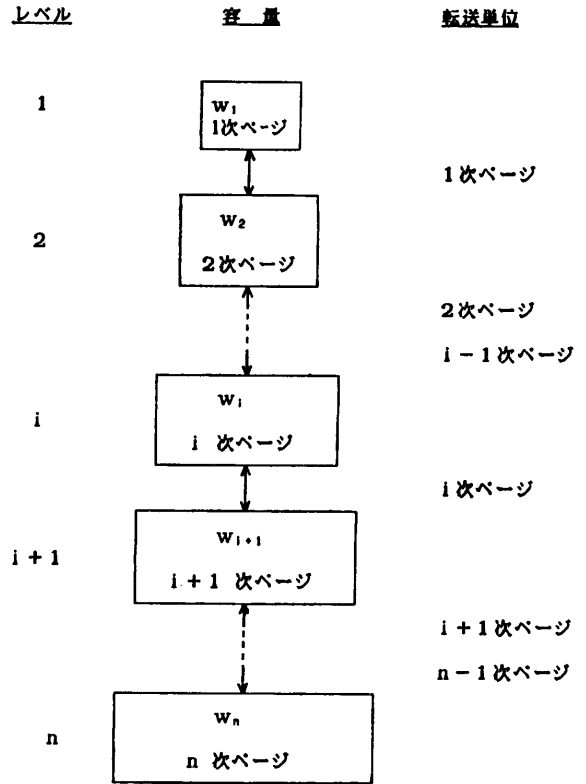 レベル 容 量 転送単位
1
W₁
1次ページ
1次ページ
2
W₂
2次ページ
2次ページ
i－1次ページ
i
Wᵢ
i 次ページ
i次ページ
i＋1
Wᵢ₊₁
i＋1 次ページ
i＋1次ページ
n－1次ページ
n
Wₙ
n 次ページ